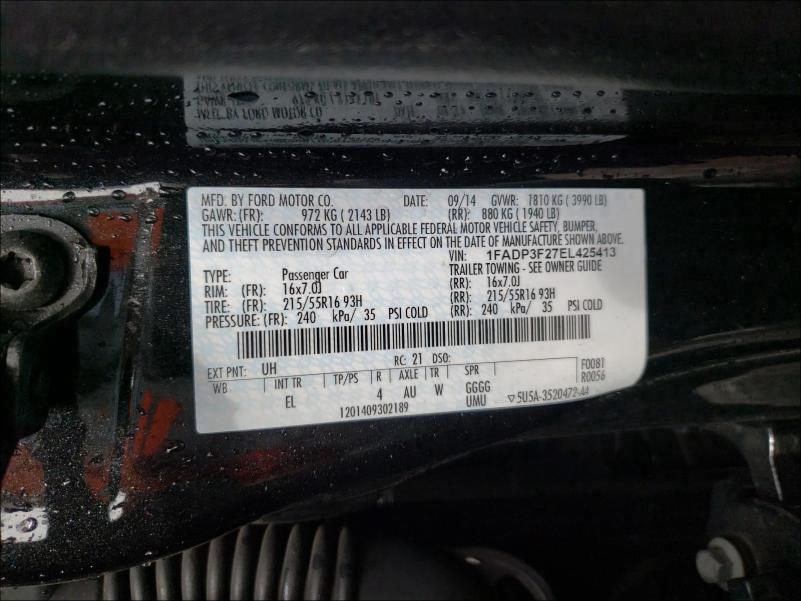 MFD. BY FORD MOTOR CO. DATE: 09/14 GVWR: 1810 KG ( 3990 LB)
GAWR: (FR): 972 KG ( 2143 LB) (RR): 880 KG ( 1940 LB)
THIS VEHICLE CONFORMS TO ALL APPLICABLE FEDERAL MOTOR VEHICLE SAFETY, BUMPER,
AND THEFT PREVENTION STANDARDS IN EFFECT ON THE DATE OF MANUFACTURE SHOWN ABOVE.
VIN: 1FADP3F27EL425413
TYPE: Passenger Car TRAILER TOWING - SEE OWNER GUIDE
RIM: (FR): 16x7.0J (RR): 16x7.0J
TIRE: (FR): 215/55R16 93H (RR): 215/55R16 93H
PRESSURE: (FR): 240 kPa/ 35 PSI COLD (RR): 240 kPa/ 35 PSI COLD
EXT PNT: UH RC: 21 DSO: F0081
WB INT TR TP/PS R AXLE TR SPR R0056
EL 4 AU W GGGG
UMU
1201409302189 ▽5U5A-3520472-44